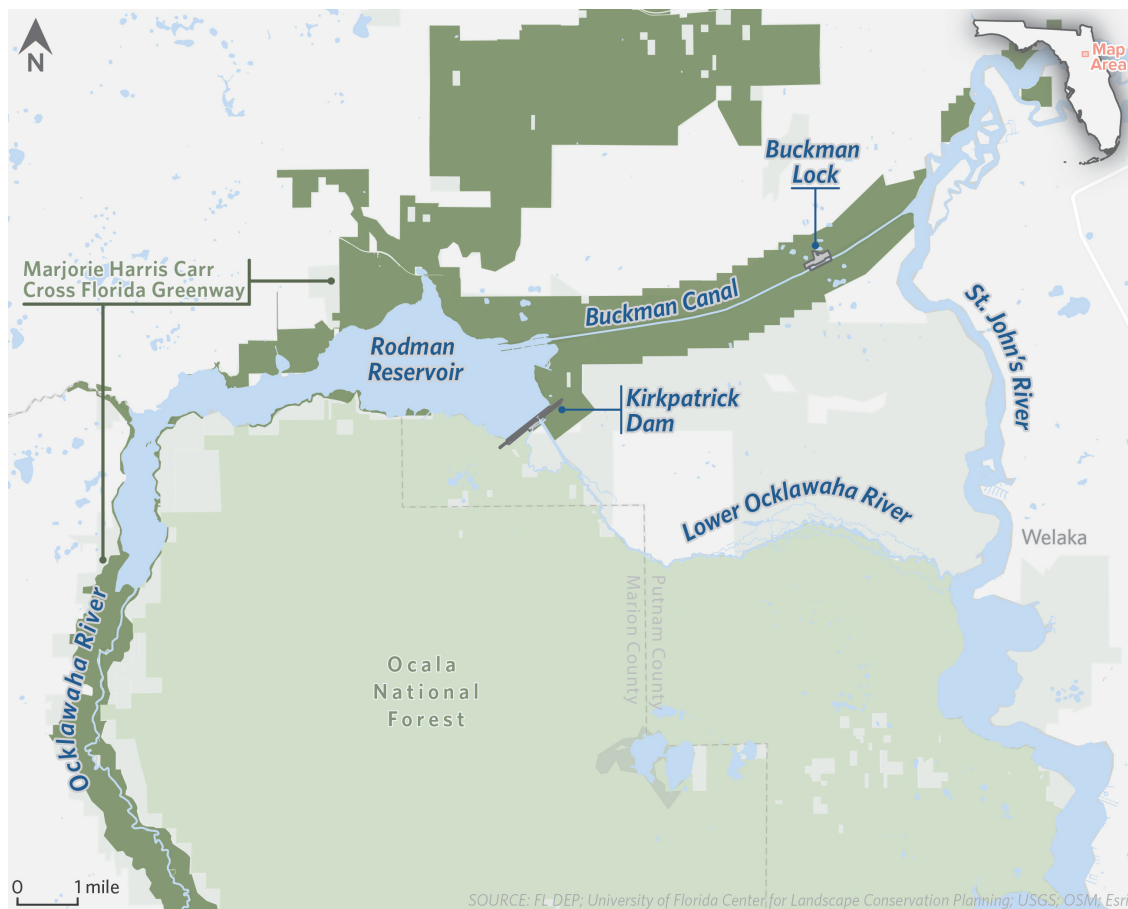 N
Map
Area
Buckman
Lock
Marjorie Harris Carr
Cross Florida Greenway
Buckman Canal
St. John's River
Rodman
Reservoir
Kirkpatrick
Dam
Lower Ocklawaha River
Welaka
Putnam County
Marion County
Ocklawaha River
Ocala
National
Forest
0 1 mile
SOURCE: FL DEP; University of Florida Center for Landscape Conservation Planning; USGS; OSM; Esri